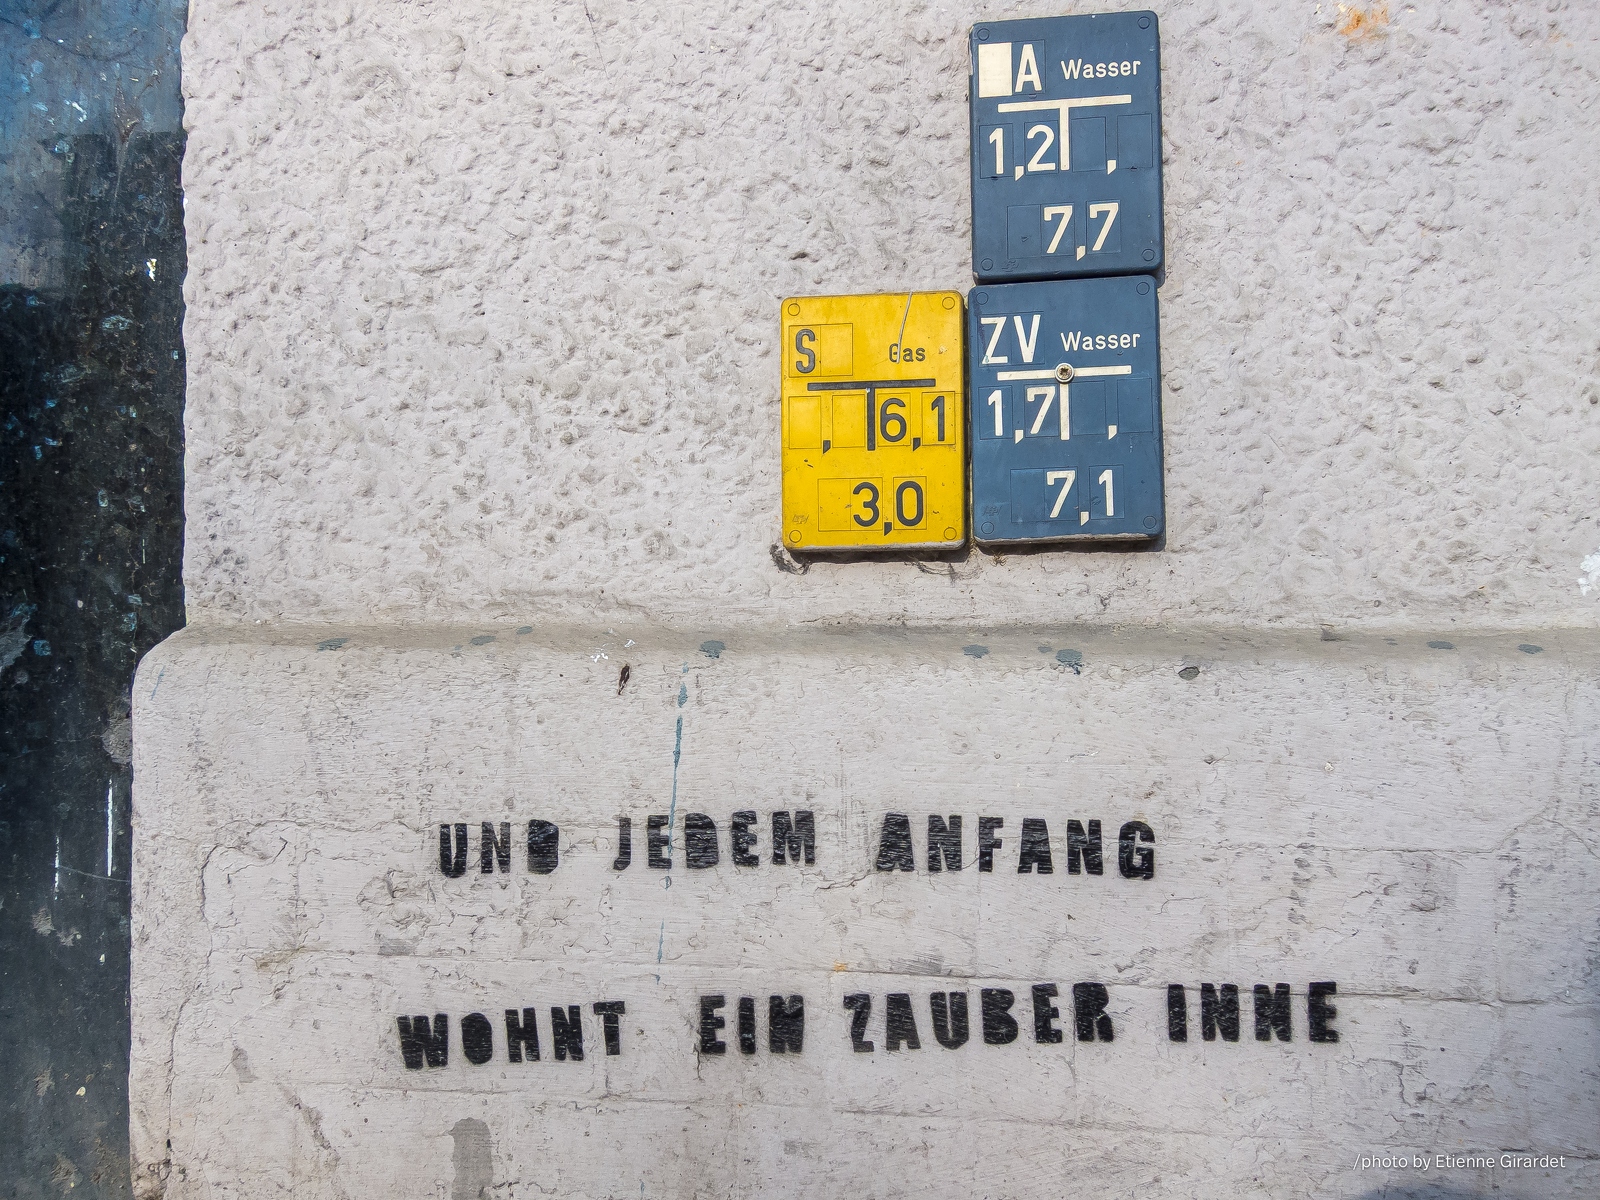 A Wasser
1,2 ,
7,7
S Gas
, 6,1
3,0
ZV Wasser
1,7 ,
7,1
UND JEDEM ANFANG
WOHNT EIN ZAUBER INNE
/photo by Etienne Girardet